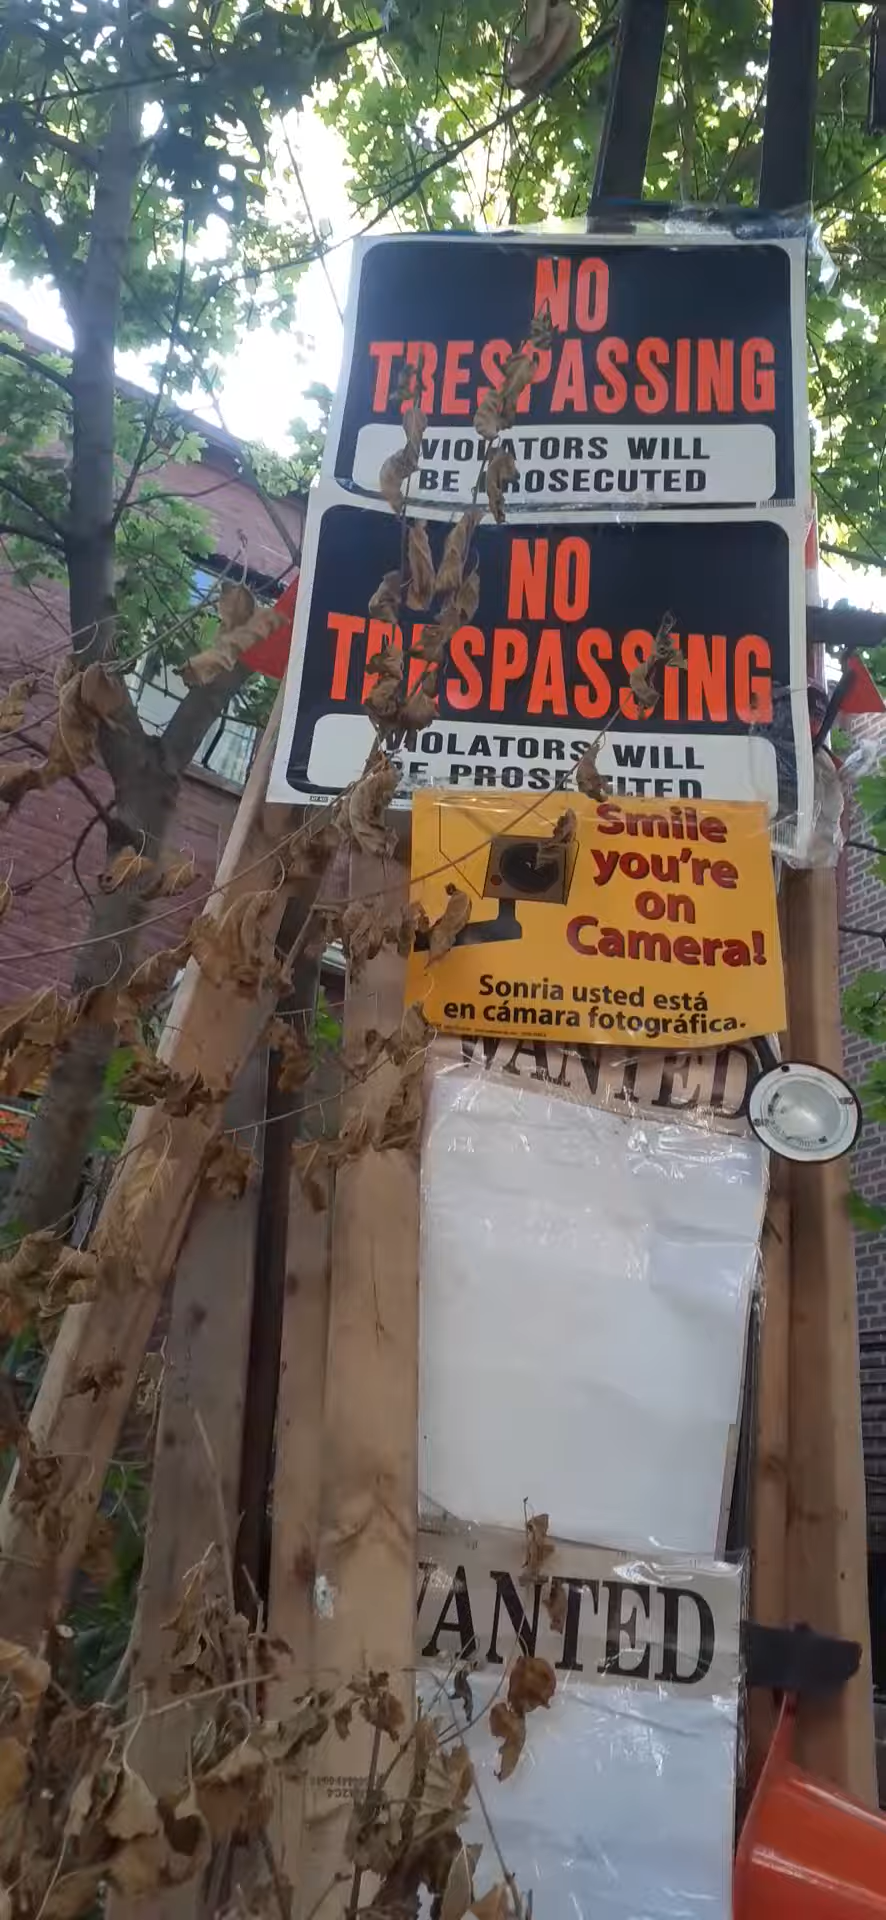 NO
TRESPASSING
VIOLATORS WILL
BE PROSECUTED
NO
TRESPASSING
VIOLATORS WILL
BE PROSECUTED
Smile
you're
on
Camera!
Sonria usted está
en cámara fotográfica.
WANTED
WANTED